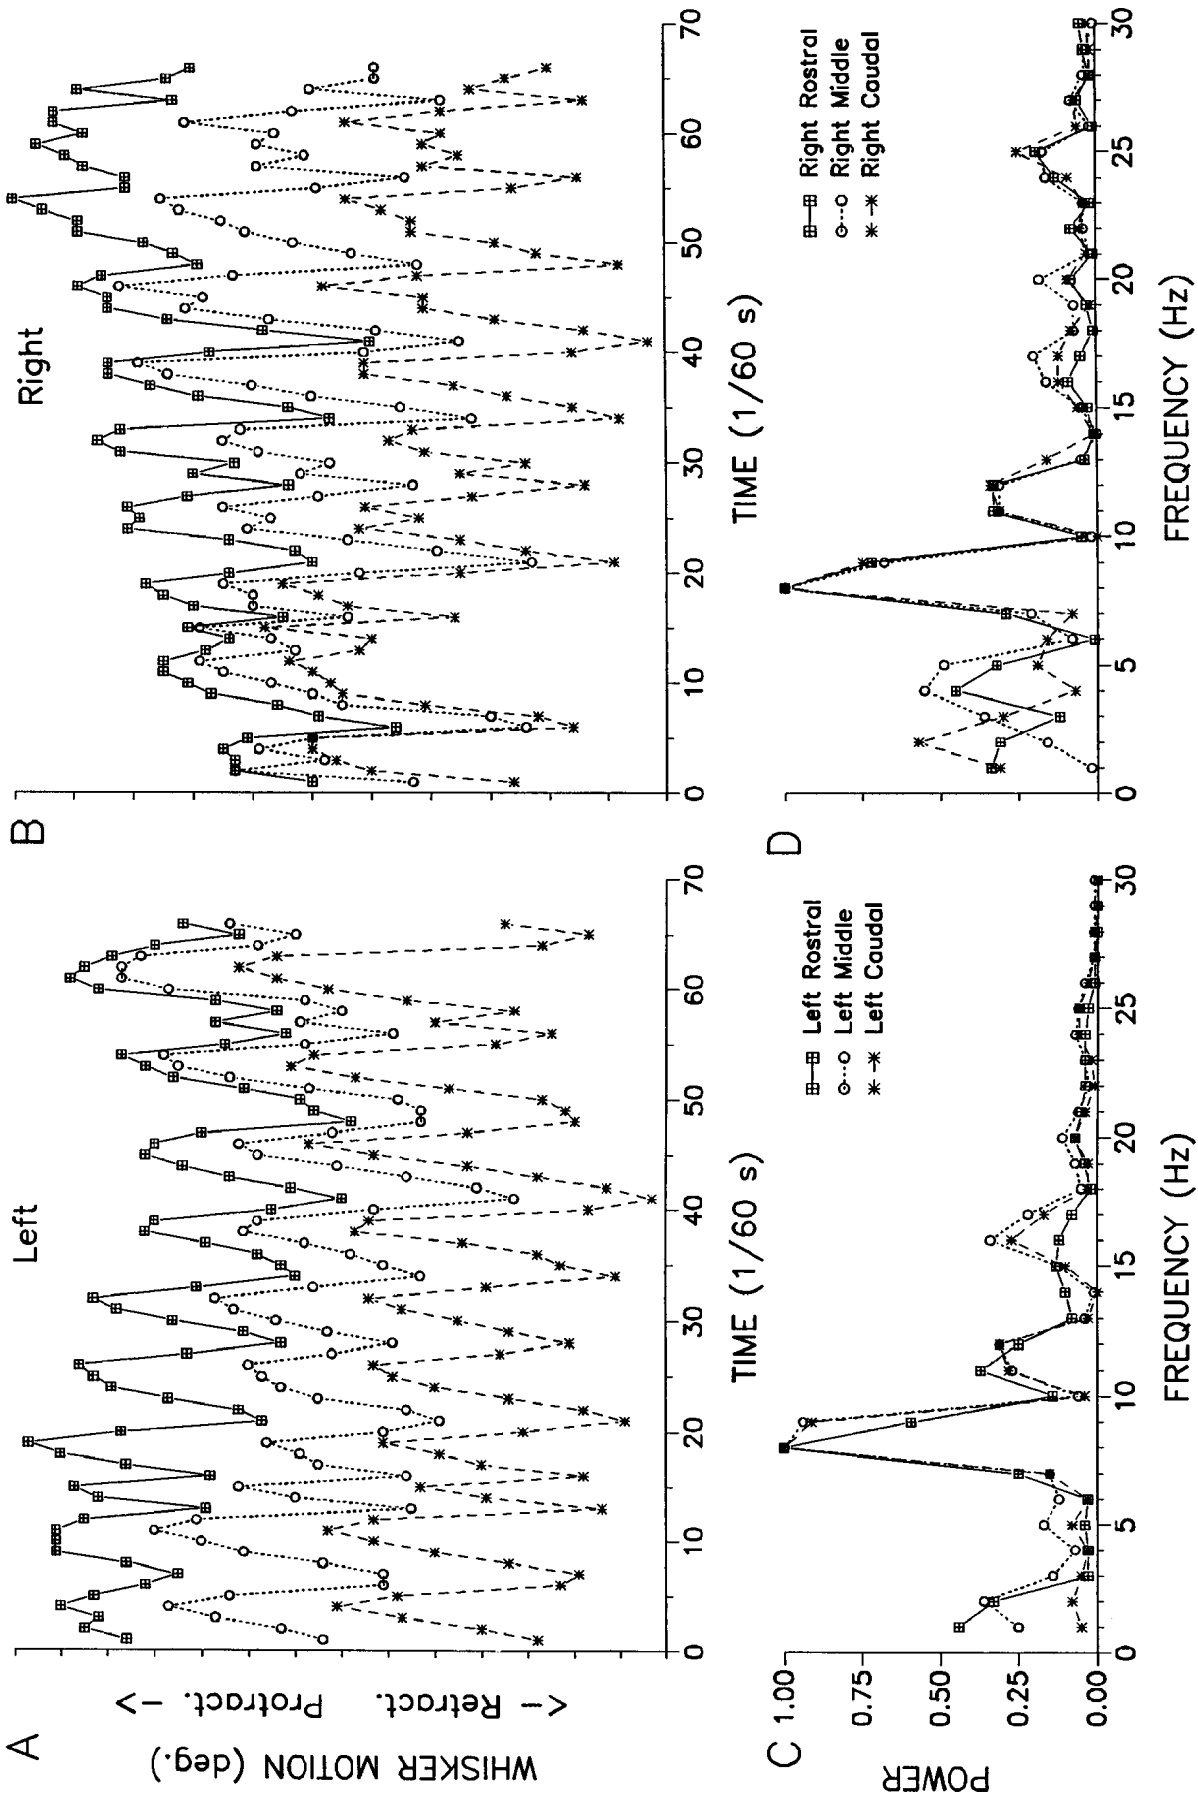 A
Left
WHISKER MOTION (deg.)
<-- Retract. Protract. -->
0 10 20 30 40 50 60 70
TIME (1/60 s)
B
Right
0 10 20 30 40 50 60 70
TIME (1/60 s)
C
POWER
1.00
0.75
0.50
0.25
0.00
Left Rostral
Left Middle
Left Caudal
0 5 10 15 20 25 30
FREQUENCY (Hz)
D
Right Rostral
Right Middle
Right Caudal
0 5 10 15 20 25 30
FREQUENCY (Hz)